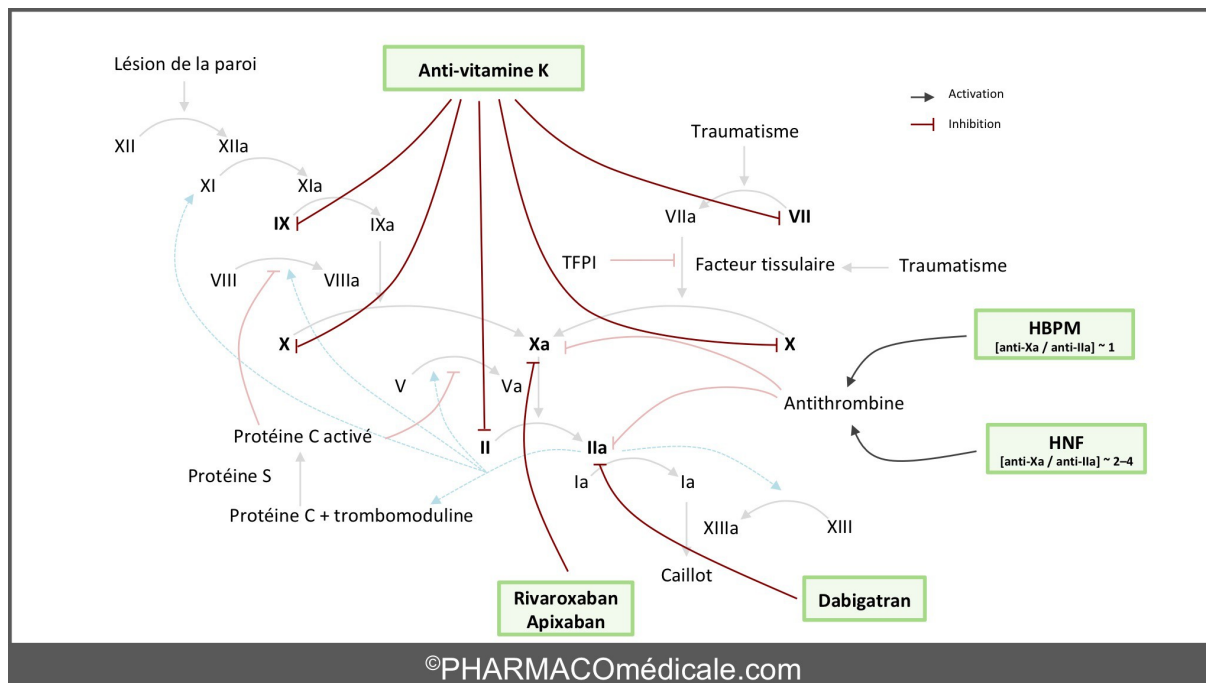 Lésion de la paroi
Anti-vitamine K
Activation
Inhibition
Traumatisme
XII
XIIa
XI
XIa
IX
IXa
VIIa
VII
VIII
VIIIa
TFPI
Facteur tissulaire
Traumatisme
X
Xa
X
HBPM
[anti-Xa / anti-IIa] ~ 1
V
Va
Antithrombine
Protéine C activé
II
IIa
HNF
[anti-Xa / anti-IIa] ~ 2–4
Protéine S
Ia
Ia
Protéine C + trombomoduline
XIIIa
XIII
Caillot
Rivaroxaban
Apixaban
Dabigatran
©PHARMACOmédicale.com